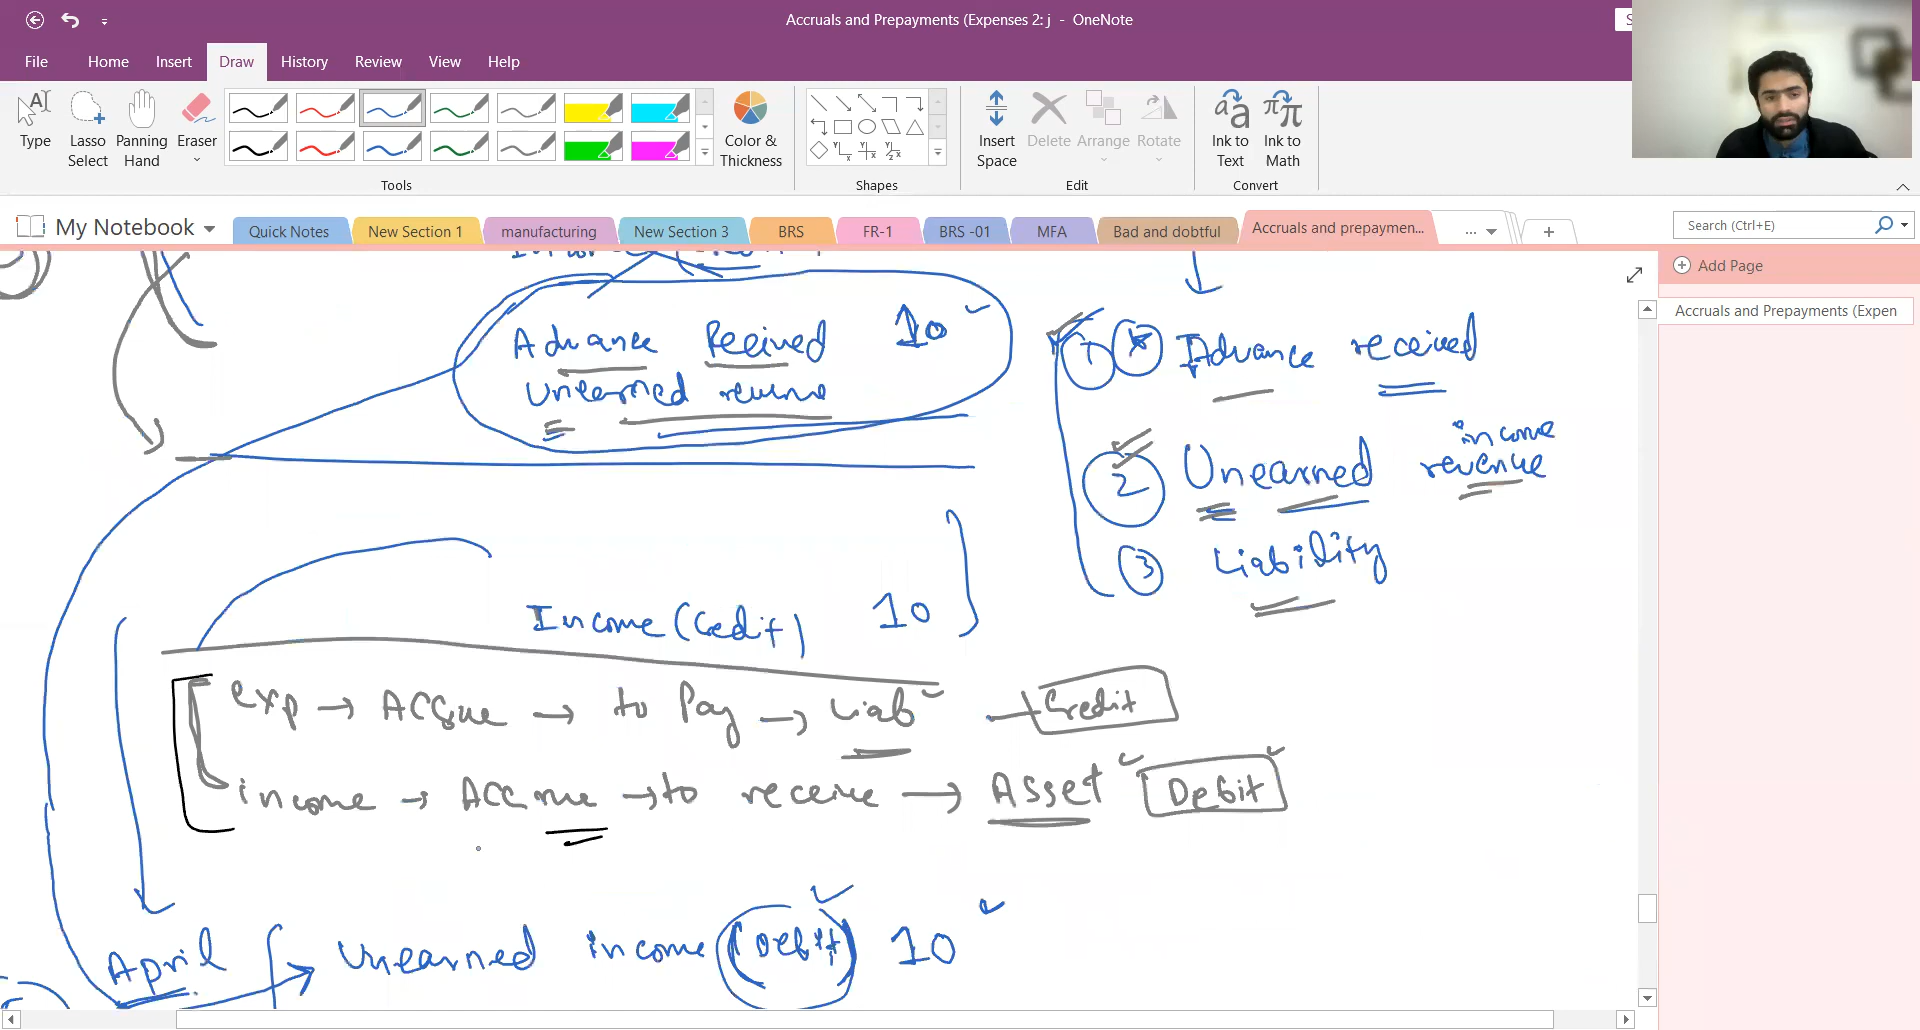 Accruals and Prepayments (Expenses 2: j - OneNote
File Home Insert Draw History Review View Help
Type
Lasso Select
Panning Hand
Eraser
Color & Thickness
Insert Space
Delete
Arrange
Rotate
Ink to Text
Ink to Math
Tools
Shapes
Edit
Convert
My Notebook
Quick Notes
New Section 1
manufacturing
New Section 3
BRS
FR-1
BRS -01
MFA
Bad and dobtful
Accruals and prepaymen...
Search (Ctrl+E)
Add Page
Accruals and Prepayments (Expen
Advance Reeived 10
Unearned revenue
1 Advance received
2 Unearned income revenue
3 Liability
Income (Credit) 10
exp → Accrue → to Pay → Liab → Credit
income → Accrue → to receive → Asset Debit
April → Unearned income (Debit) 10